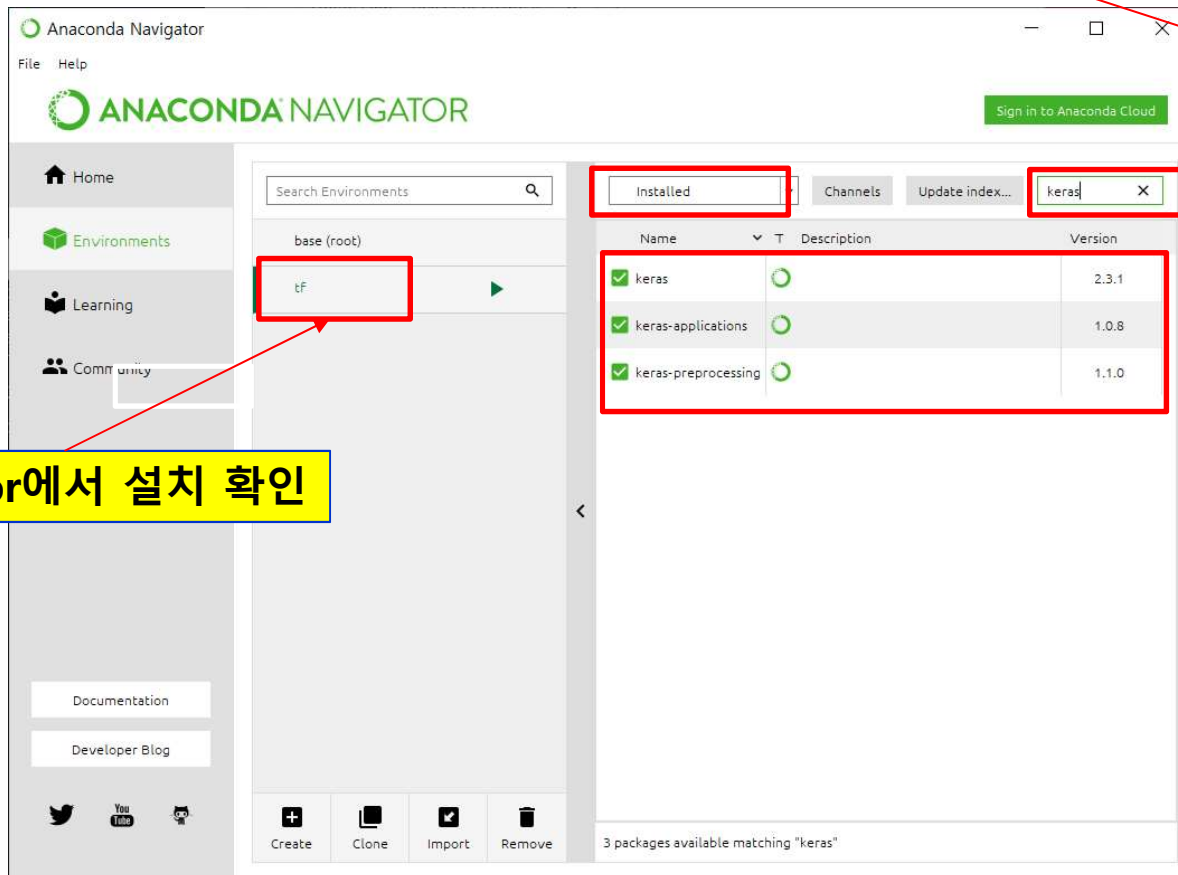 Anaconda Navigator
File Help
ANACONDA NAVIGATOR
Sign in to Anaconda Cloud
Home
Environments
Learning
Community
Search Environments
base (root)
tf
Installed
Channels
Update index...
keras
Name T Description Version
keras 2.3.1
keras-applications 1.0.8
keras-preprocessing 1.1.0
or에서 설치 확인
Documentation
Developer Blog
You
Tube
Create Clone Import Remove
3 packages available matching "keras"